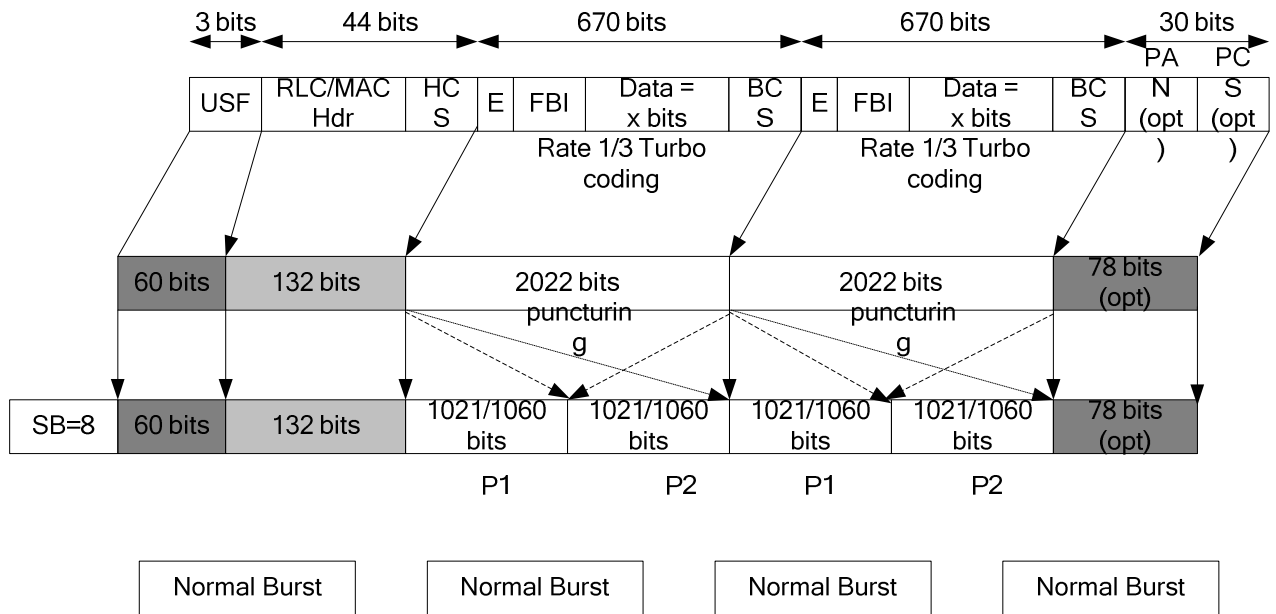 3 bits 44 bits 670 bits 670 bits 30 bits
USF
RLC/MAC
Hdr
HC
S
E
FBI
Data =
x bits
BC
S
E
FBI
Data =
x bits
BC
S
PA
N
(opt
)
PC
S
(opt
)
Rate 1/3 Turbo
coding
Rate 1/3 Turbo
coding
60 bits
132 bits
2022 bits
puncturin
g
2022 bits
puncturin
g
78 bits
(opt)
SB=8
60 bits
132 bits
1021/1060
bits
1021/1060
bits
1021/1060
bits
1021/1060
bits
78 bits
(opt)
P1 P2 P1 P2
Normal Burst Normal Burst Normal Burst Normal Burst